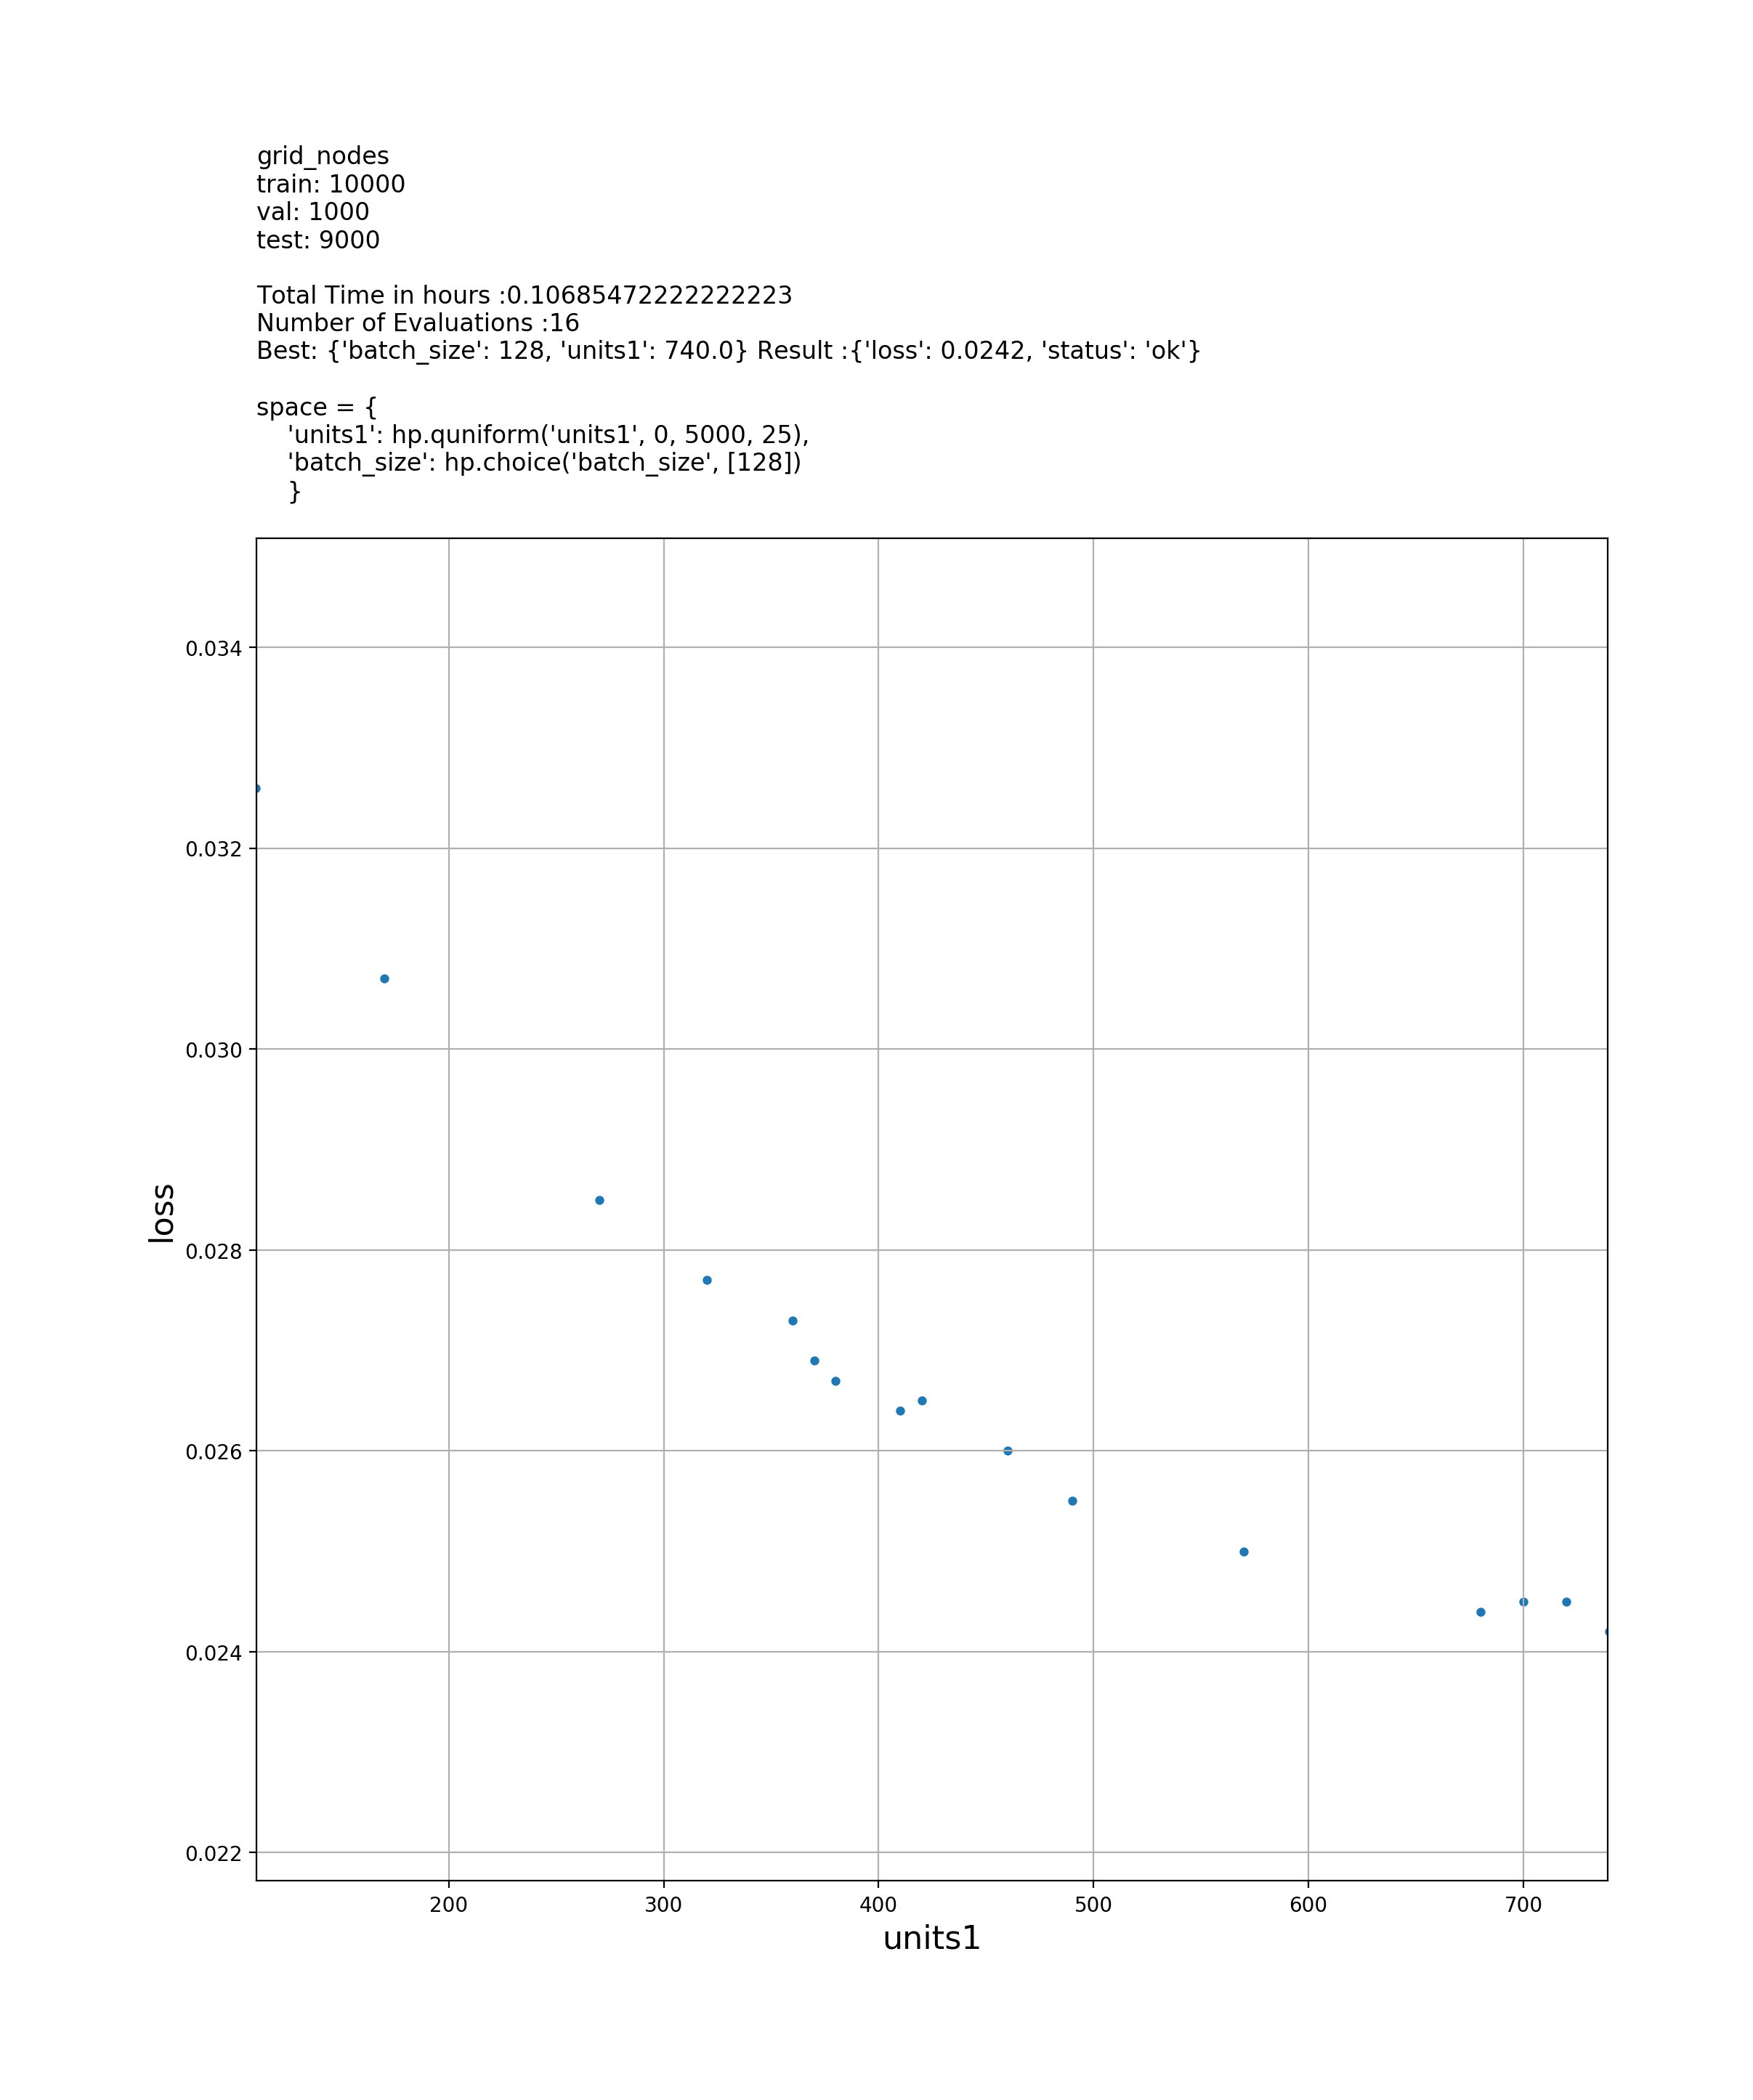 grid_nodes
train: 10000
val: 1000
test: 9000
Total Time in hours :0.10685472222222223
Number of Evaluations :16
Best: {'batch_size': 128, 'units1': 740.0} Result :{'loss': 0.0242, 'status': 'ok'}
space = {
'units1': hp.quniform('units1', 0, 5000, 25),
'batch_size': hp.choice('batch_size', [128])
}
0.034
0.032
0.030
0.028
0.026
0.024
0.022
loss
200 300 400 500 600 700
units1